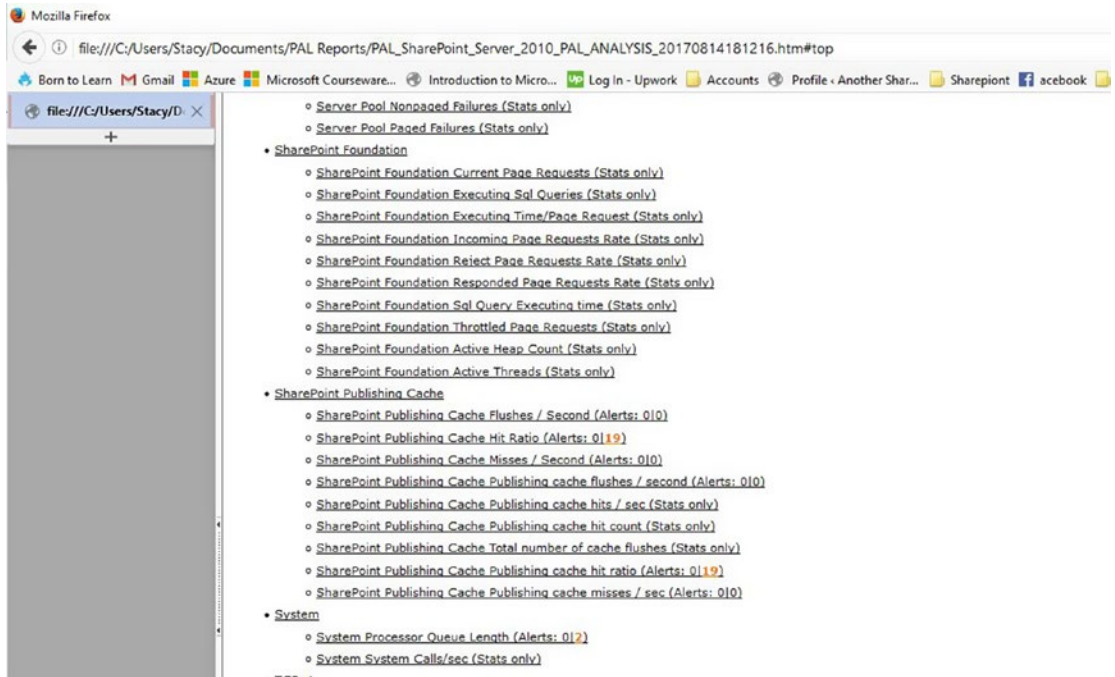 Mozilla Firefox
file:///C:/Users/Stacy/Documents/PAL Reports/PAL_SharePoint_Server_2010_PAL_ANALYSIS_20170814181216.htm#top
Born to Learn Gmail Azure Microsoft Courseware... Introduction to Micro... Up Log In - Upwork Accounts Profile ‹ Another Shar... Sharepiont acebook
file:///C:/Users/Stacy/D
Server Pool Nonpaged Failures (Stats only)
Server Pool Paged Failures (Stats only)
SharePoint Foundation
SharePoint Foundation Current Page Requests (Stats only)
SharePoint Foundation Executing Sql Queries (Stats only)
SharePoint Foundation Executing Time/Page Request (Stats only)
SharePoint Foundation Incoming Page Requests Rate (Stats only)
SharePoint Foundation Reject Page Requests Rate (Stats only)
SharePoint Foundation Responded Page Requests Rate (Stats only)
SharePoint Foundation Sql Query Executing time (Stats only)
SharePoint Foundation Throttled Page Requests (Stats only)
SharePoint Foundation Active Heap Count (Stats only)
SharePoint Foundation Active Threads (Stats only)
SharePoint Publishing Cache
SharePoint Publishing Cache Flushes / Second (Alerts: 0|0)
SharePoint Publishing Cache Hit Ratio (Alerts: 0|19)
SharePoint Publishing Cache Misses / Second (Alerts: 0|0)
SharePoint Publishing Cache Publishing cache flushes / second (Alerts: 0|0)
SharePoint Publishing Cache Publishing cache hits / sec (Stats only)
SharePoint Publishing Cache Publishing cache hit count (Stats only)
SharePoint Publishing Cache Total number of cache flushes (Stats only)
SharePoint Publishing Cache Publishing cache hit ratio (Alerts: 0|19)
SharePoint Publishing Cache Publishing cache misses / sec (Alerts: 0|0)
System
System Processor Queue Length (Alerts: 0|2)
System System Calls/sec (Stats only)